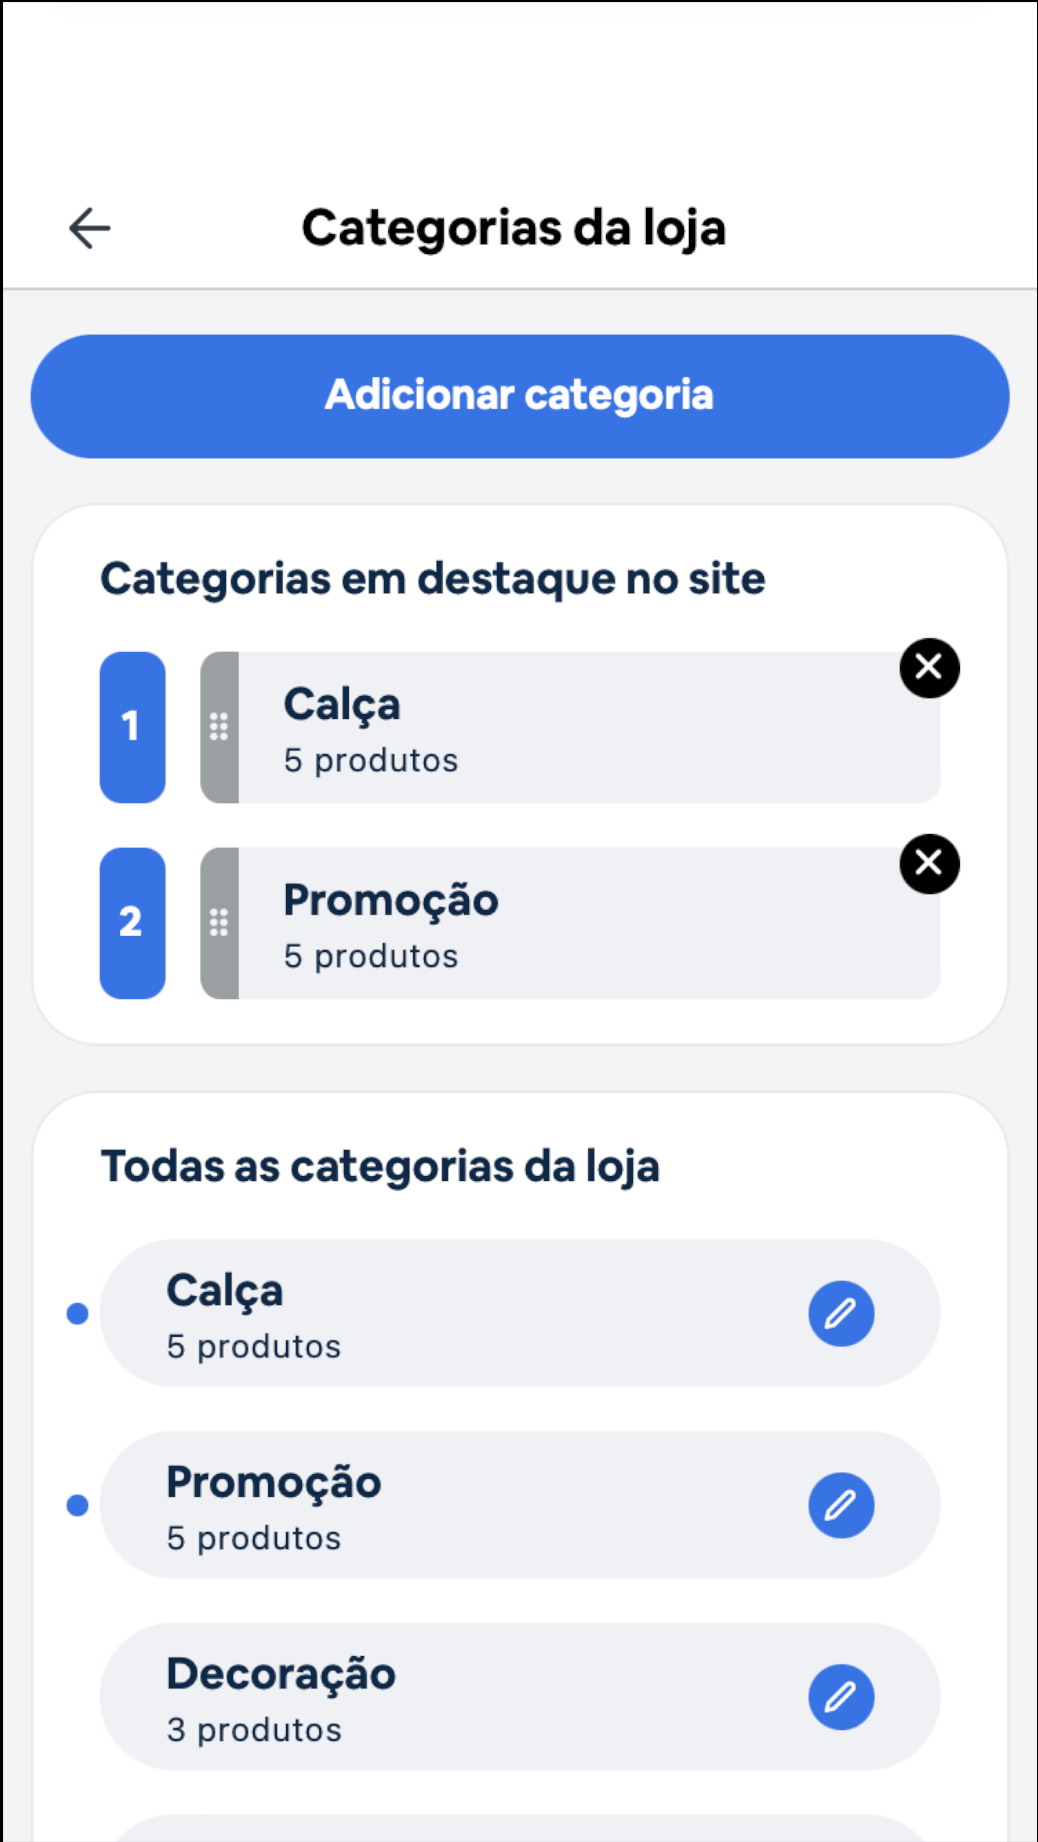 Categorias da loja
Adicionar categoria
Categorias em destaque no site
1
Calça
5 produtos
2
Promoção
5 produtos
Todas as categorias da loja
Calça
5 produtos
Promoção
5 produtos
Decoração
3 produtos